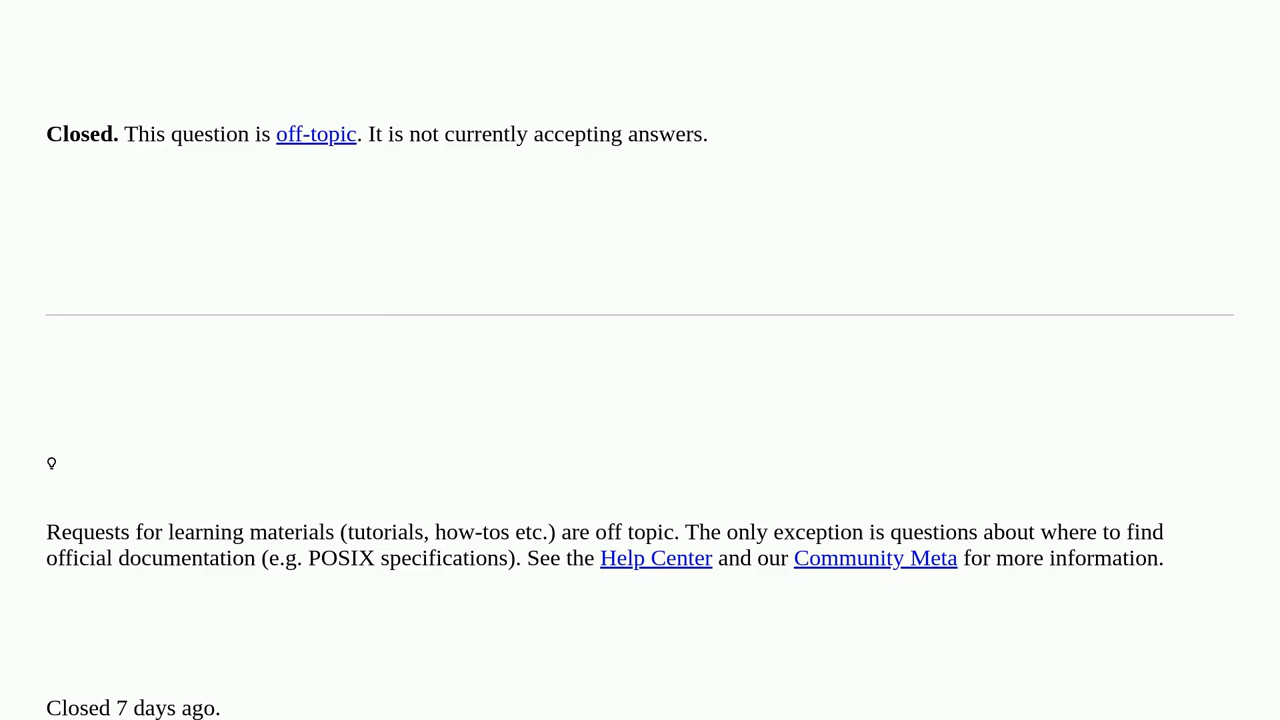 Closed. This question is off-topic. It is not currently accepting answers.
Requests for learning materials (tutorials, how-tos etc.) are off topic. The only exception is questions about where to find
official documentation (e.g. POSIX specifications). See the Help Center and our Community Meta for more information.
Closed 7 days ago.